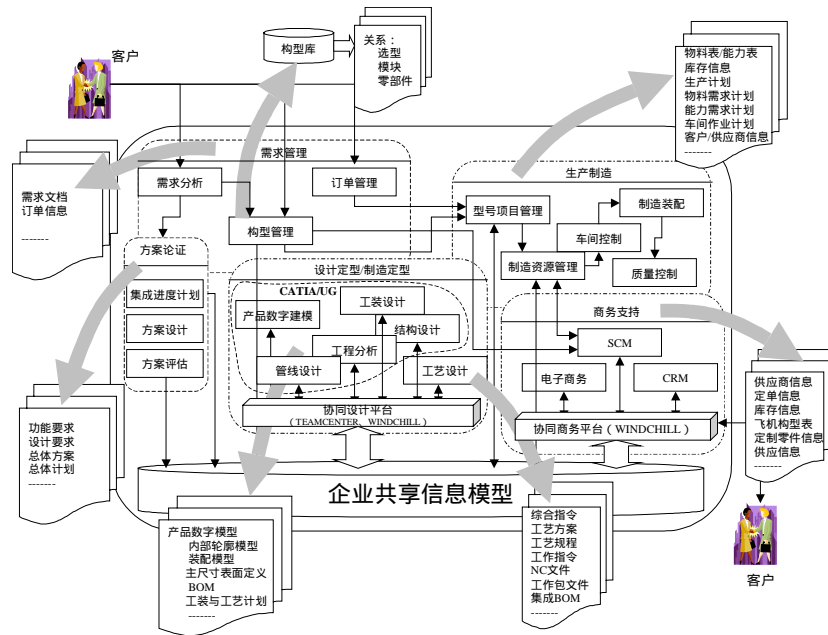 客户
构型库
关系：
选型
模块
零部件
物料表/能力表
库存信息
生产计划
物料需求计划
能力需求计划
车间作业计划
客户/供应商信息
-------
需求文档
订单信息
-------
需求管理
需求分析
订单管理
构型管理
生产制造
型号项目管理
制造装配
车间控制
制造资源管理
质量控制
方案论证
集成进度计划
方案设计
方案评估
设计定型/制造定型
CATIA/UG
工装设计
产品数字建模
结构设计
工程分析
管线设计
工艺设计
协同设计平台
（TEAMCENTER、WINDCHILL）
商务支持
SCM
电子商务
CRM
协同商务平台（WINDCHILL）
供应商信息
定单信息
库存信息
飞机构型表
定制零件信息
供应信息
-------
功能要求
设计要求
总体方案
总体计划
-------
企业共享信息模型
产品数字模型
内部轮廓模型
装配模型
主尺寸表面定义
BOM
工装与工艺计划
-------
综合指令
工艺方案
工艺规程
工作指令
NC文件
工作包文件
集成BOM
-------
客户